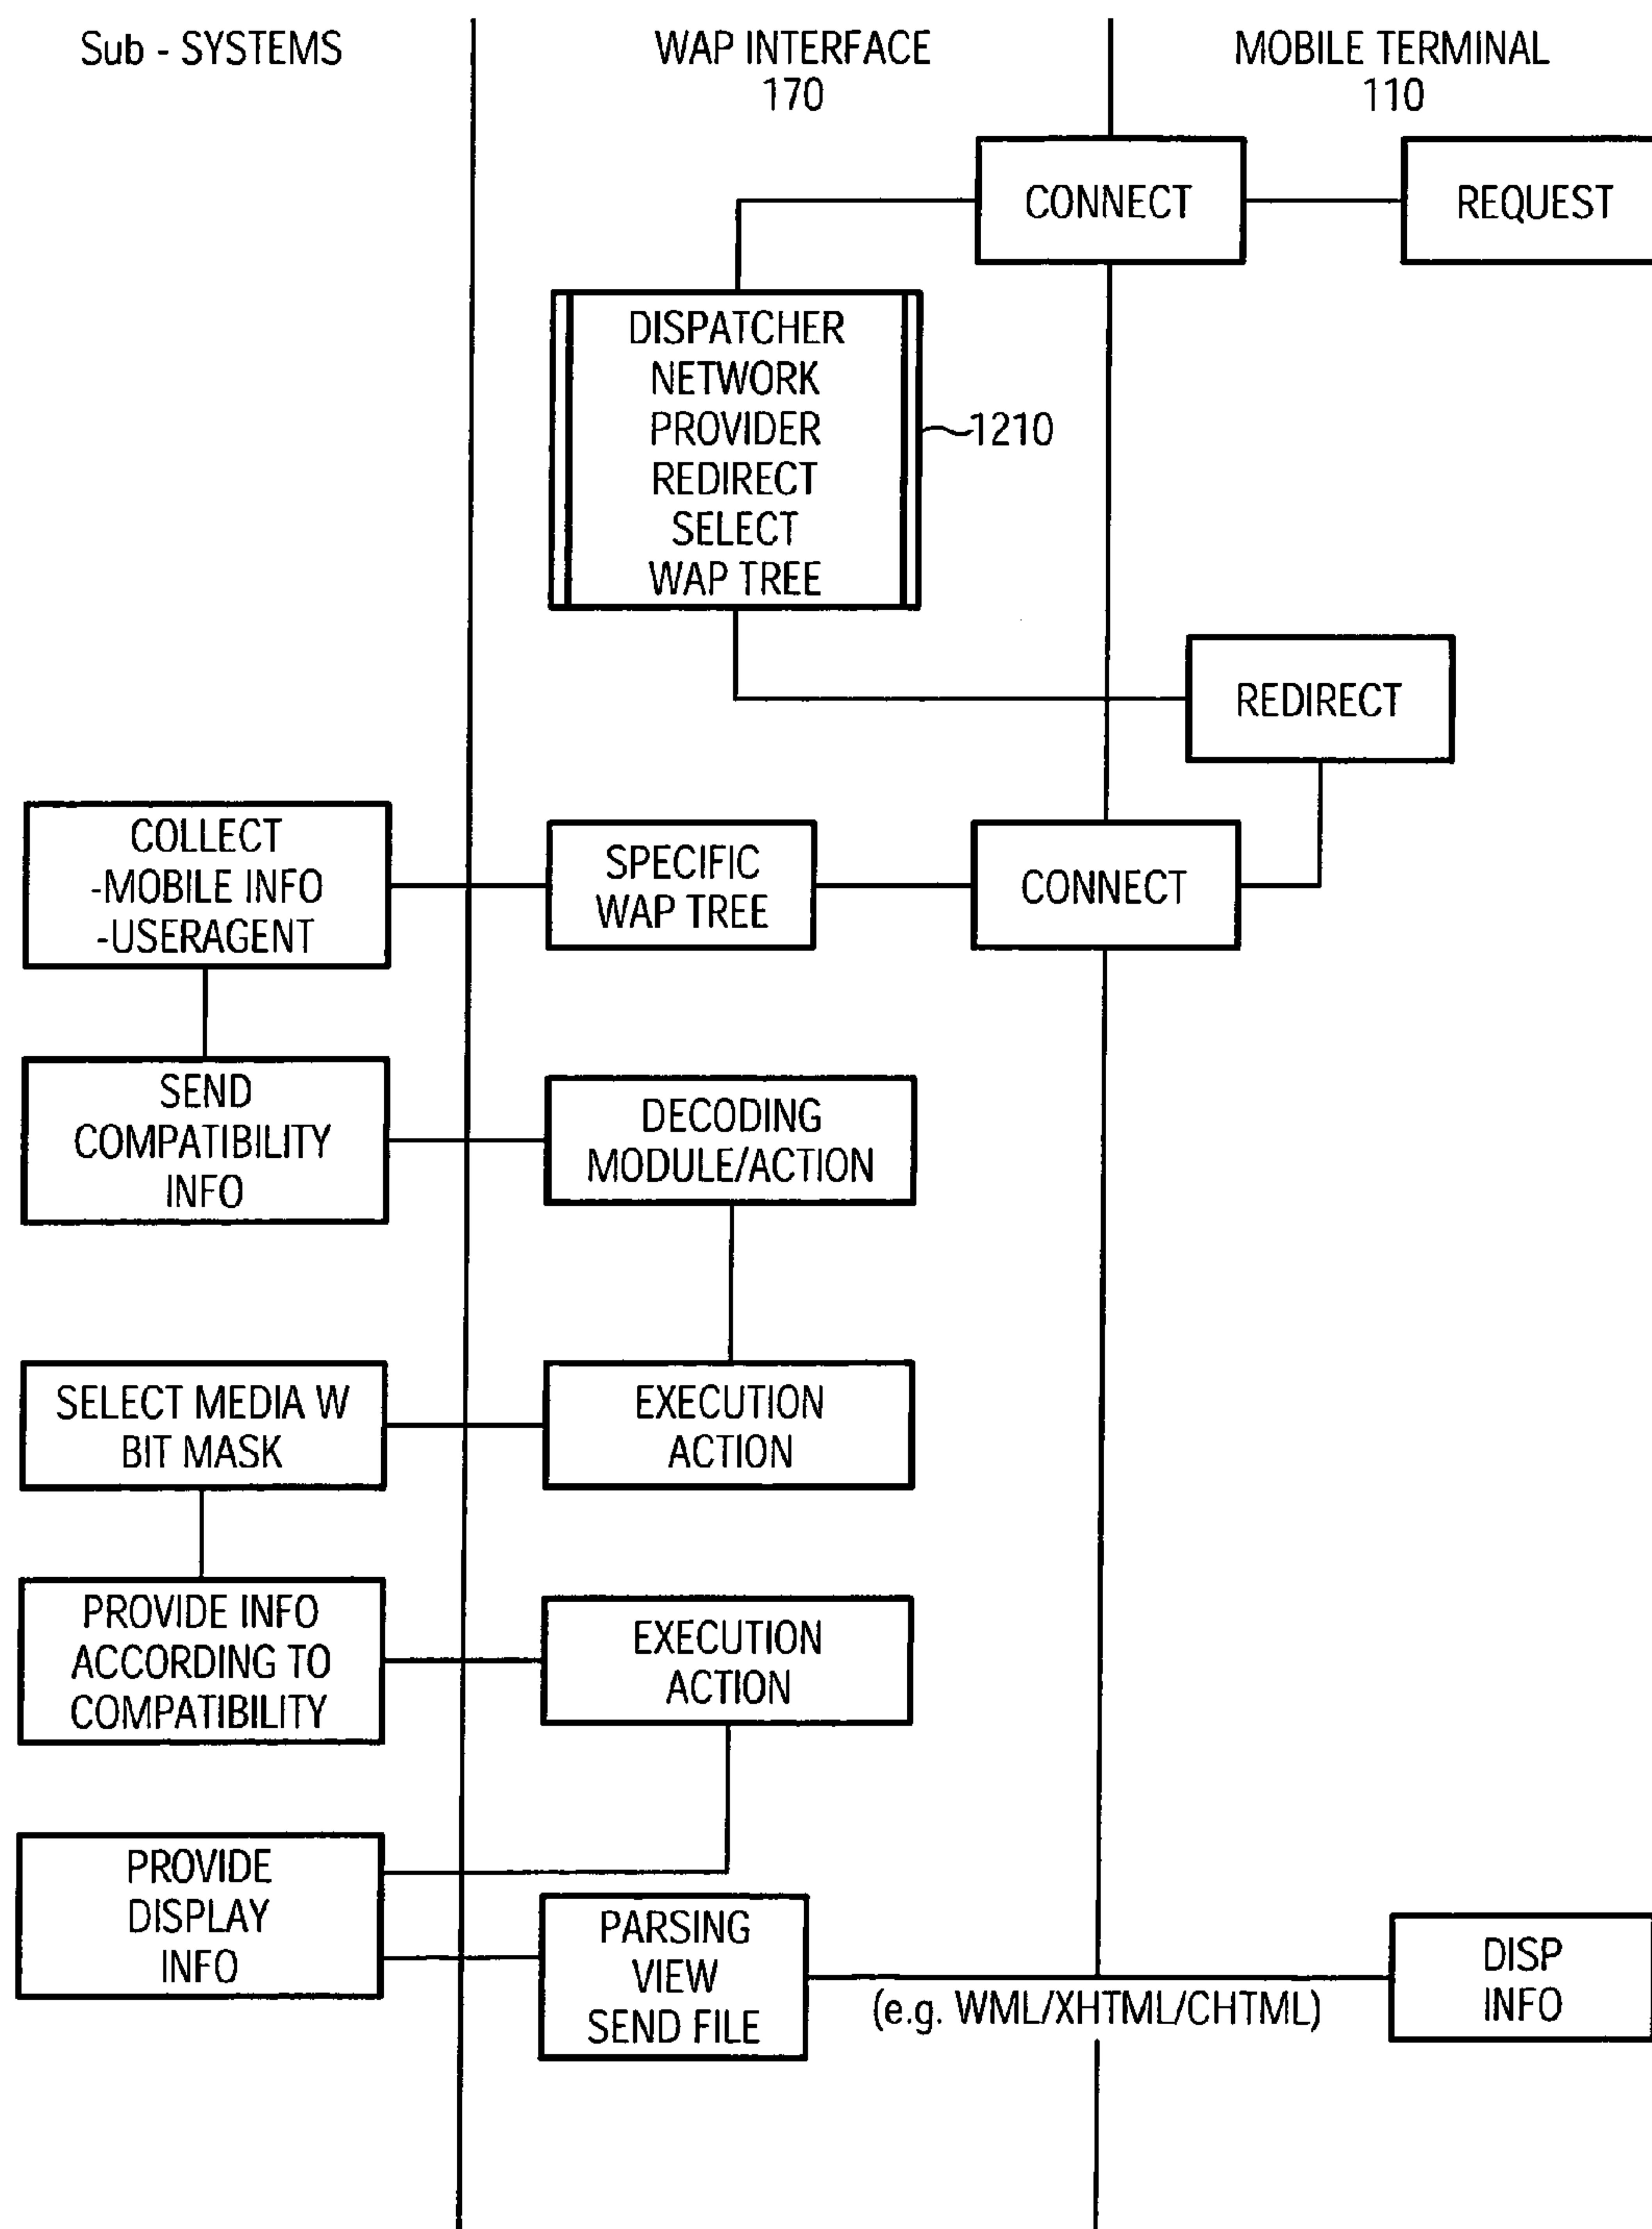 Sub - SYSTEMS
WAP INTERFACE
170
MOBILE TERMINAL
110
CONNECT
REQUEST
DISPATCHER
NETWORK
PROVIDER
REDIRECT
SELECT
WAP TREE
1210
REDIRECT
COLLECT
-MOBILE INFO
-USERAGENT
SPECIFIC
WAP TREE
CONNECT
SEND
COMPATIBILITY
INFO
DECODING
MODULE/ACTION
SELECT MEDIA W
BIT MASK
EXECUTION
ACTION
PROVIDE INFO
ACCORDING TO
COMPATIBILITY
EXECUTION
ACTION
PROVIDE
DISPLAY
INFO
PARSING
VIEW
SEND FILE
(e.g. WML/XHTML/CHTML)
DISP
INFO